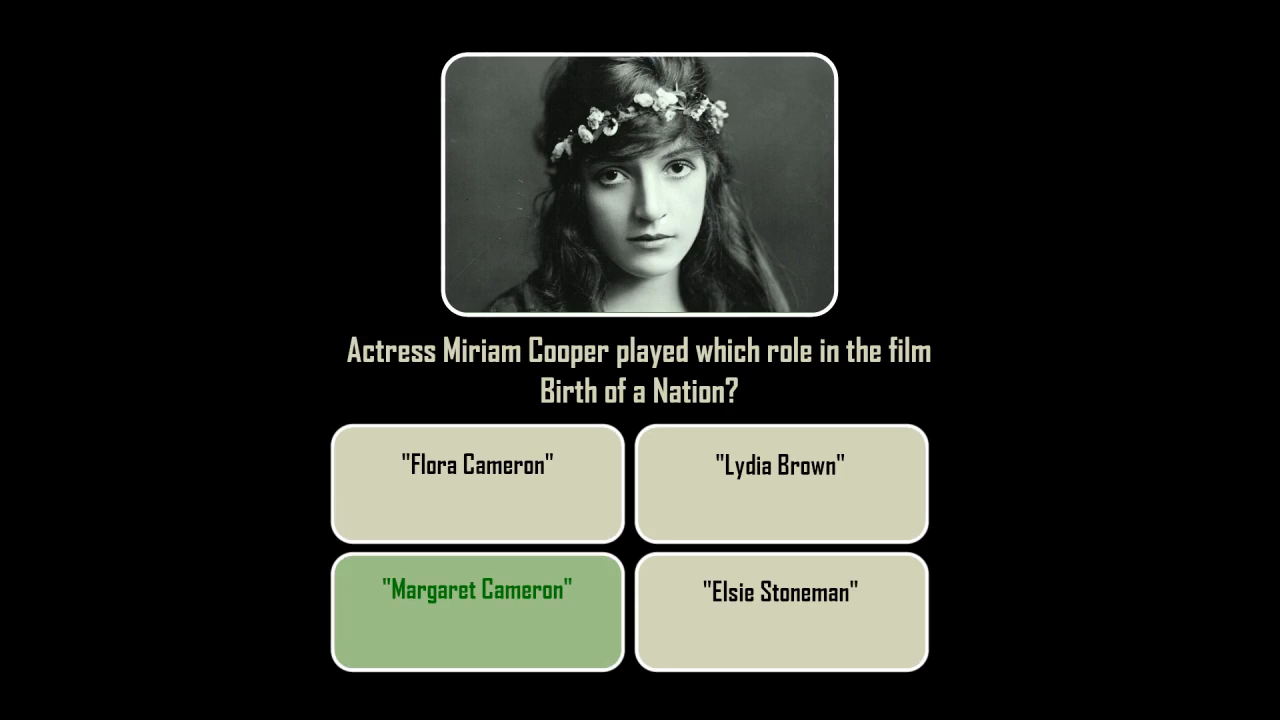 Actress Miriam Cooper played which role in the film
Birth of a Nation?
"Flora Cameron"
"Lydia Brown"
"Margaret Cameron"
"Elsie Stoneman"